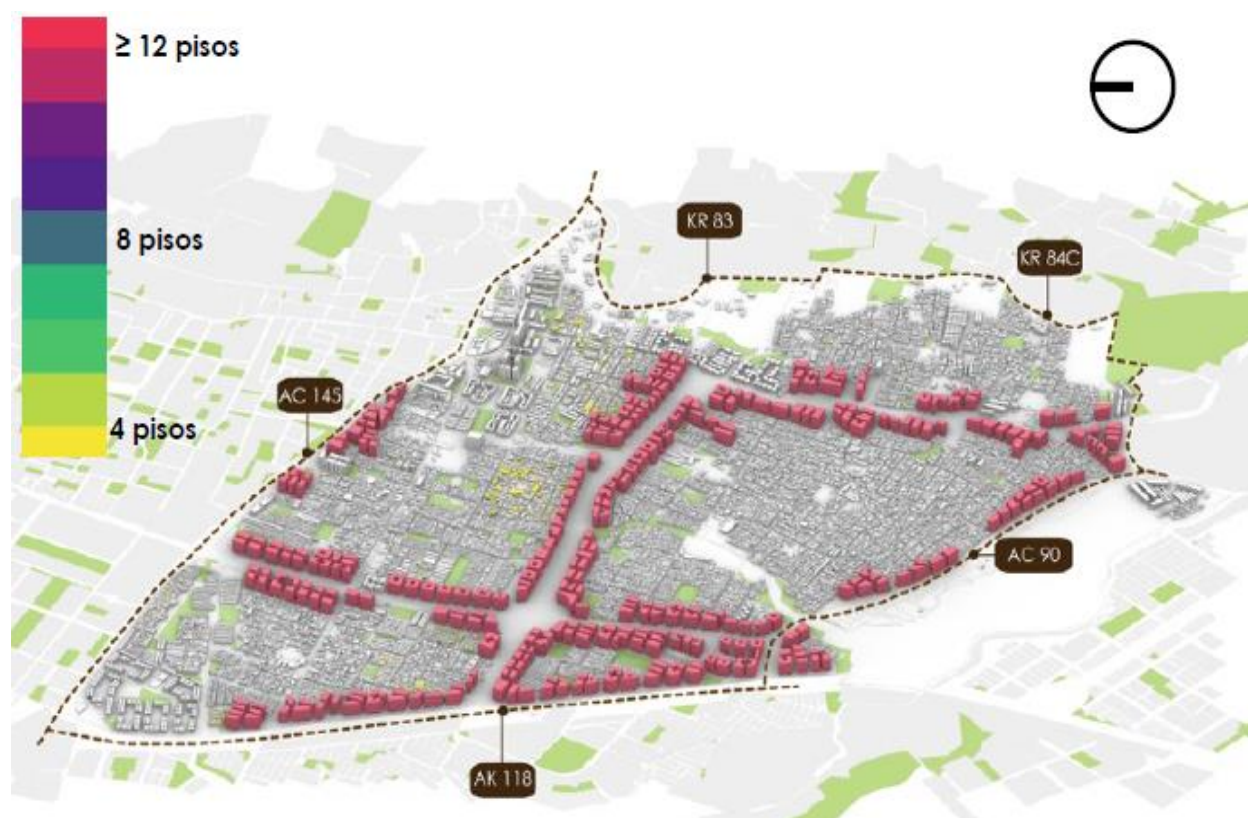 ≥ 12 pisos
8 pisos
4 pisos
KR 83
KR 84C
AC 145
AC 90
AK 118